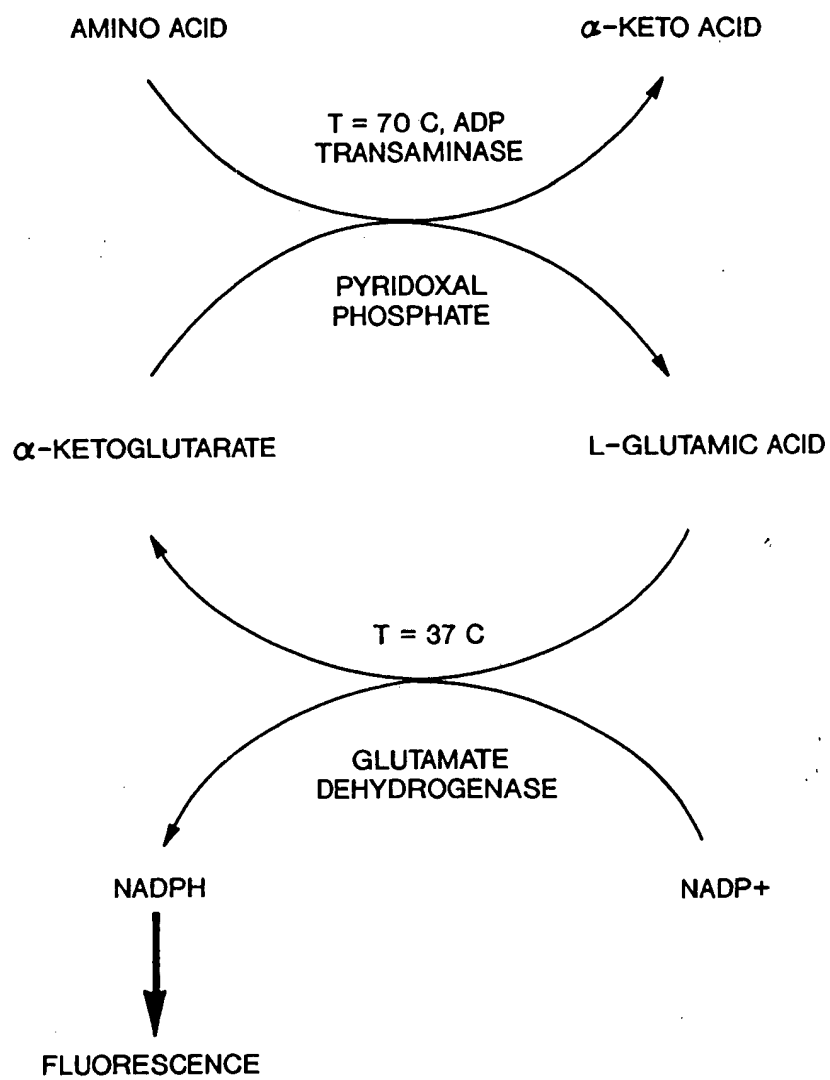 AMINO ACID
α-KETO ACID
T = 70 C, ADP
TRANSAMINASE
PYRIDOXAL
PHOSPHATE
α-KETOGLUTARATE
L-GLUTAMIC ACID
T = 37 C
GLUTAMATE
DEHYDROGENASE
NADPH
NADP+
FLUORESCENCE